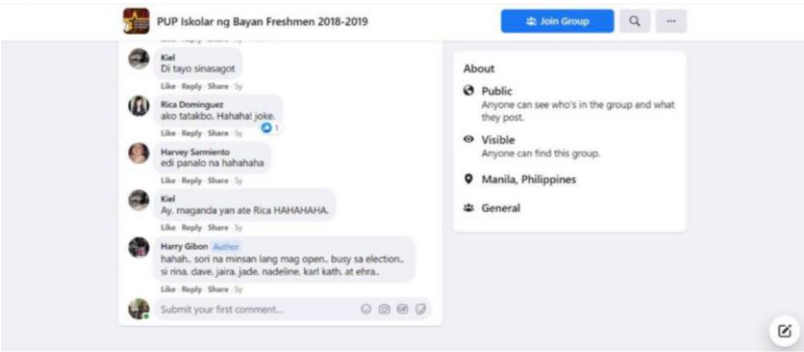 PUP Iskolar ng Bayan Freshmen 2018-2019
Join Group
Like · Reply · Share · 5y
Kiel
Di tayo sinasagot
Like · Reply · Share · 5y
Rica Dominguez
ako tatakbo. Hahaha! joke.
1
Like · Reply · Share · 5y
Harvey Sarmiento
edi panalo na hahahaha
Like · Reply · Share · 5y
Kiel
Ay. maganda yan ate Rica HAHAHAHA.
Like · Reply · Share · 5y
Harry Gibon Author
hahah.. sori na minsan lang mag open.. busy sa election..
si rina. dave. jaira. jade. nadeline. karl kath. at ehra..
Like · Reply · Share · 5y
Submit your first comment...
GIF
About
Public
Anyone can see who's in the group and what
they post.
Visible
Anyone can find this group.
Manila, Philippines
General